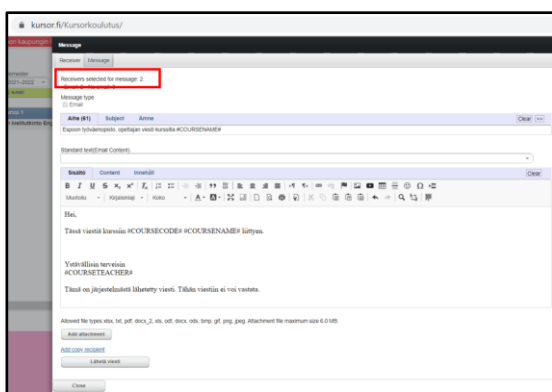 kursor.fi/Kursorkoulutus/
Message
Receiver Message
Receivers selected for message: 2
Message type
Email
Aihe (61) Subject Ämne Clear
Espoon työväenopisto, opettajan viesti kurssilta #COURSENAME#
Standard text(Email Content)
Sisältö Content Innehåll Clear
Muotoilu Kirjasinlaji Koko
Hei,
Tässä viestiä kurssiin #COURSECODE# #COURSENAME# liittyen.
Ystävällisin terveisin
#COURSETEACHER#
Tämä on järjestelmästä lähetetty viesti. Tähän viestiin ei voi vastata.
Allowed file types xlsx, txt, pdf, docx_2, xls, odt, docx, ods, bmp, gif, png, jpeg. Attachment file maximum size 6.0 MB.
Add attachment
Add copy recipient
Lähetä viesti
Close